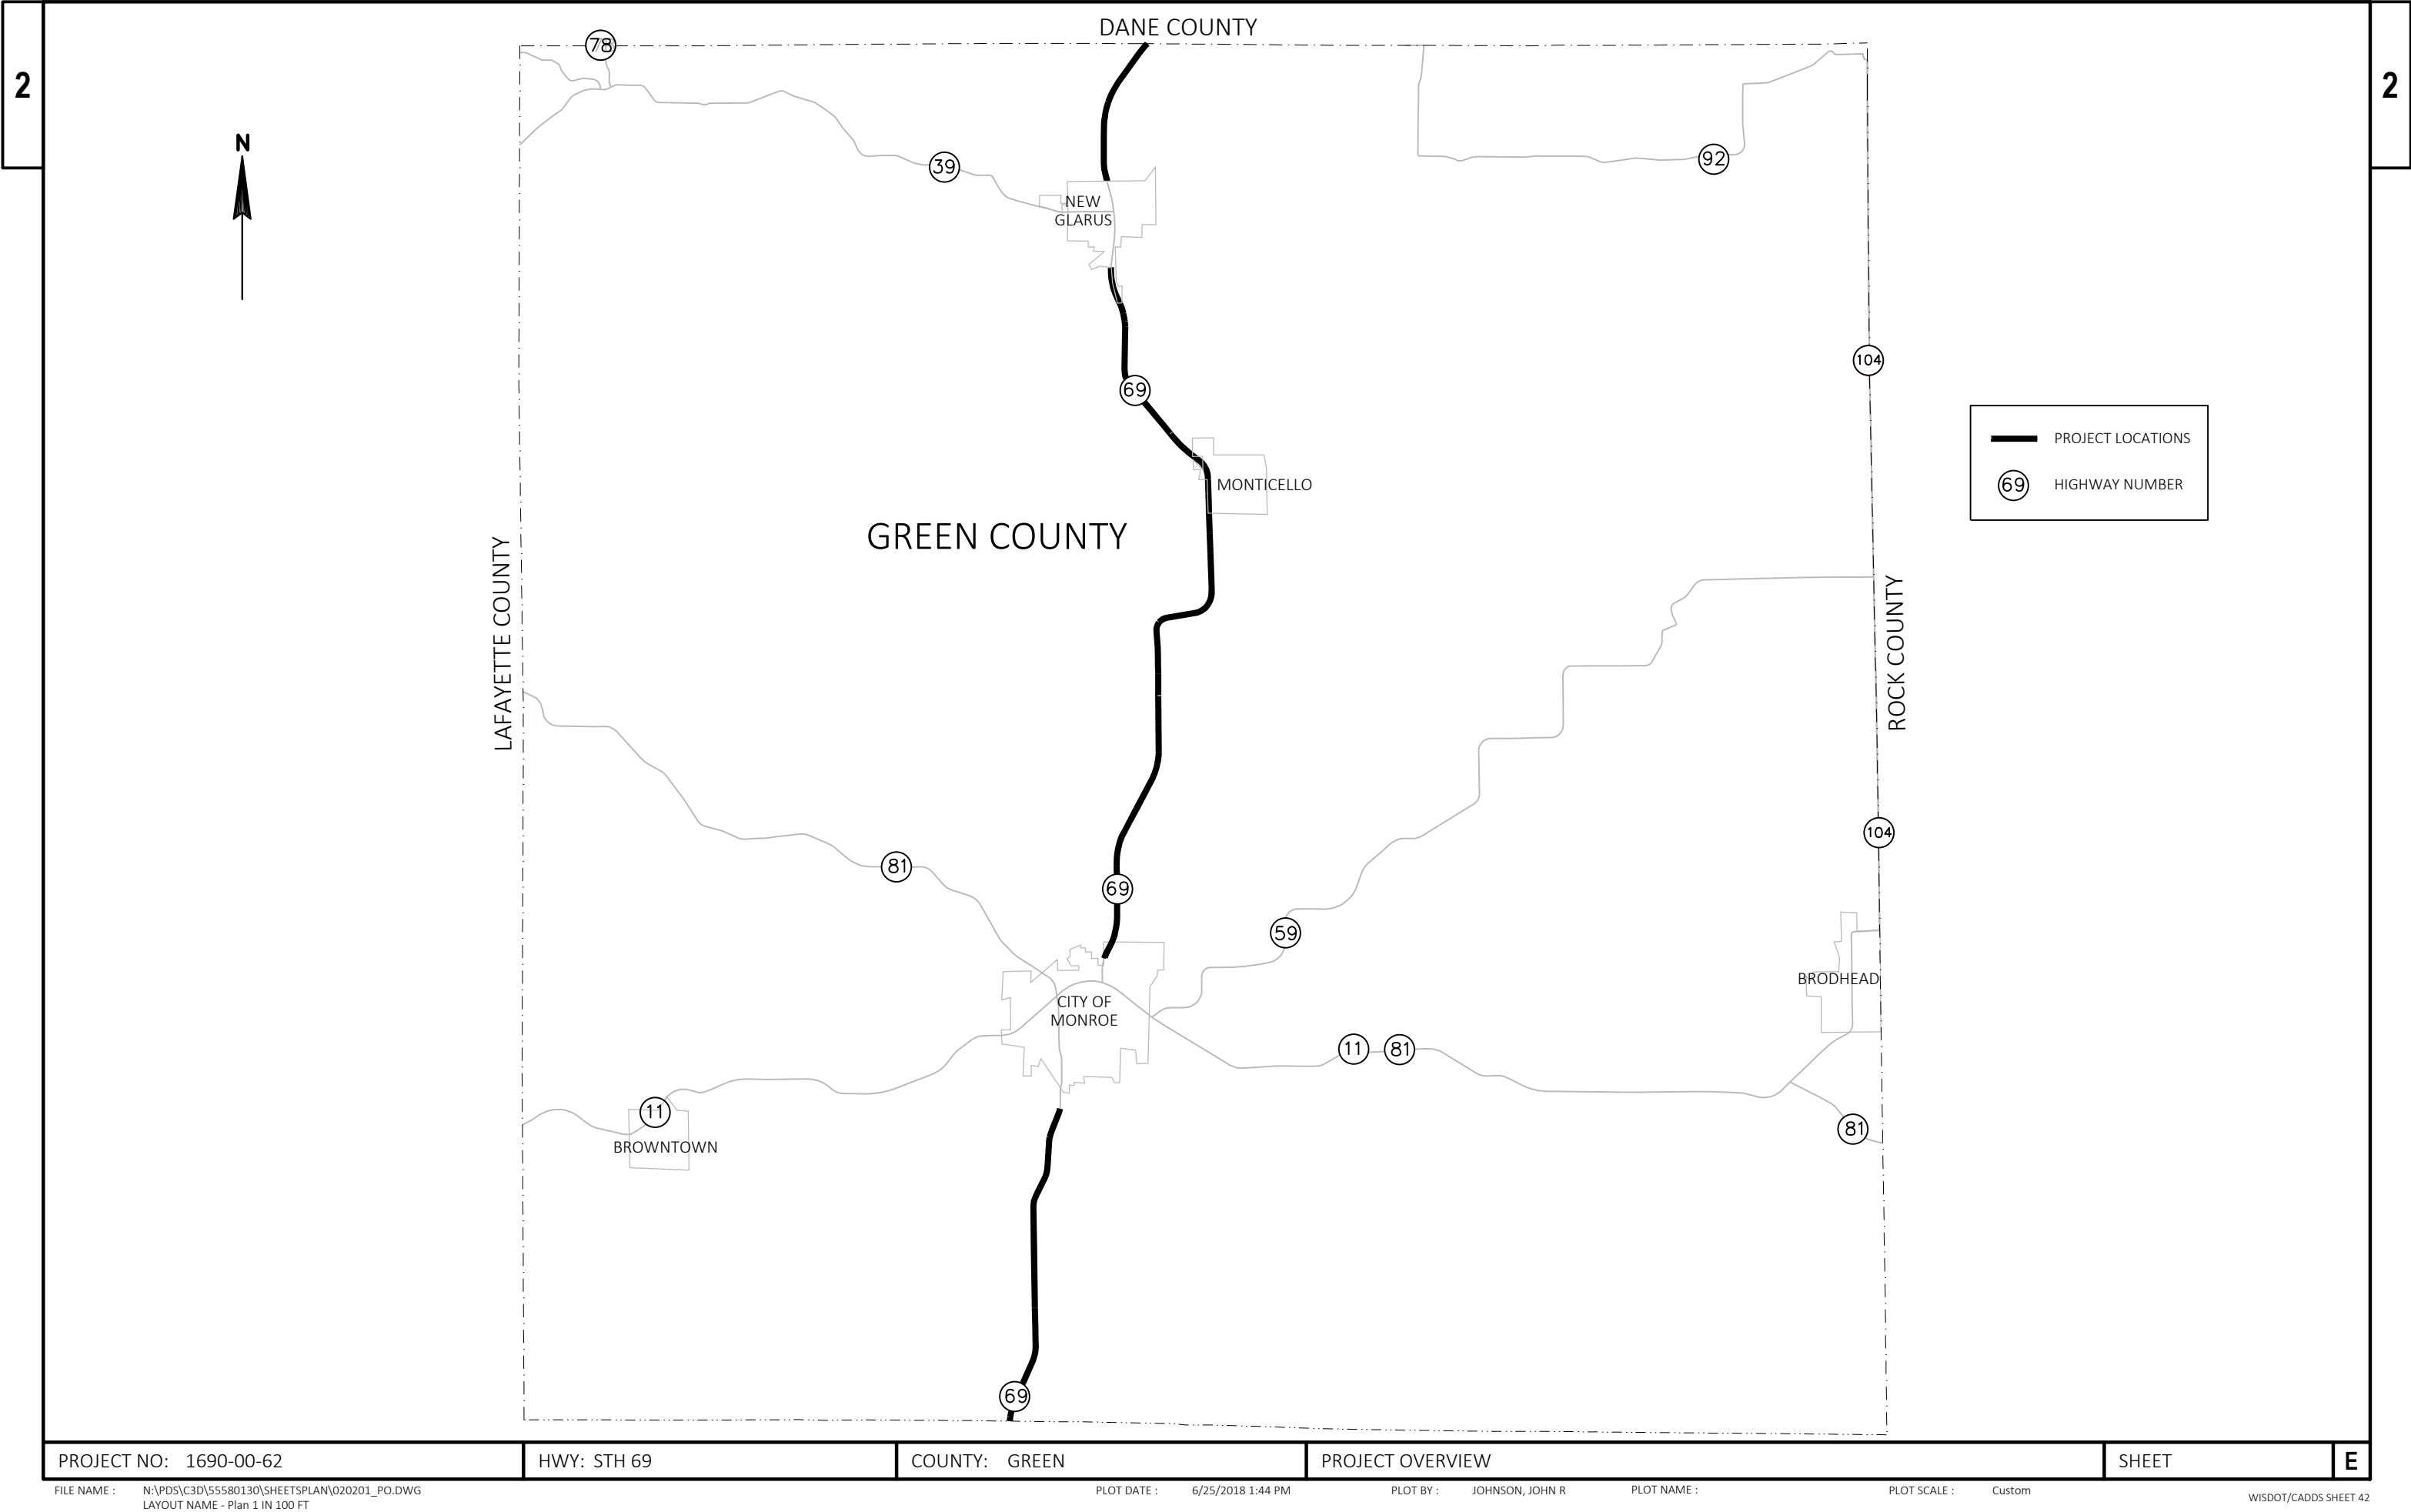 DANE COUNTY
2
2
N
78
39
92
NEW
GLARUS
104
69
PROJECT LOCATIONS
69
HIGHWAY NUMBER
MONTICELLO
GREEN COUNTY
LAFAYETTE COUNTY
ROCK COUNTY
104
81
69
59
BRODHEAD
CITY OF
MONROE
11
81
11
81
BROWNTOWN
69
PROJECT NO: 1690-00-62
HWY: STH 69
COUNTY: GREEN
PROJECT OVERVIEW
SHEET
E
FILE NAME : N:\PDS\C3D\55580130\SHEETSPLAN\020201_PO.DWG
LAYOUT NAME - Plan 1 IN 100 FT
PLOT DATE : 6/25/2018 1:44 PM
PLOT BY : JOHNSON, JOHN R
PLOT NAME :
PLOT SCALE : Custom
WISDOT/CADDS SHEET 42